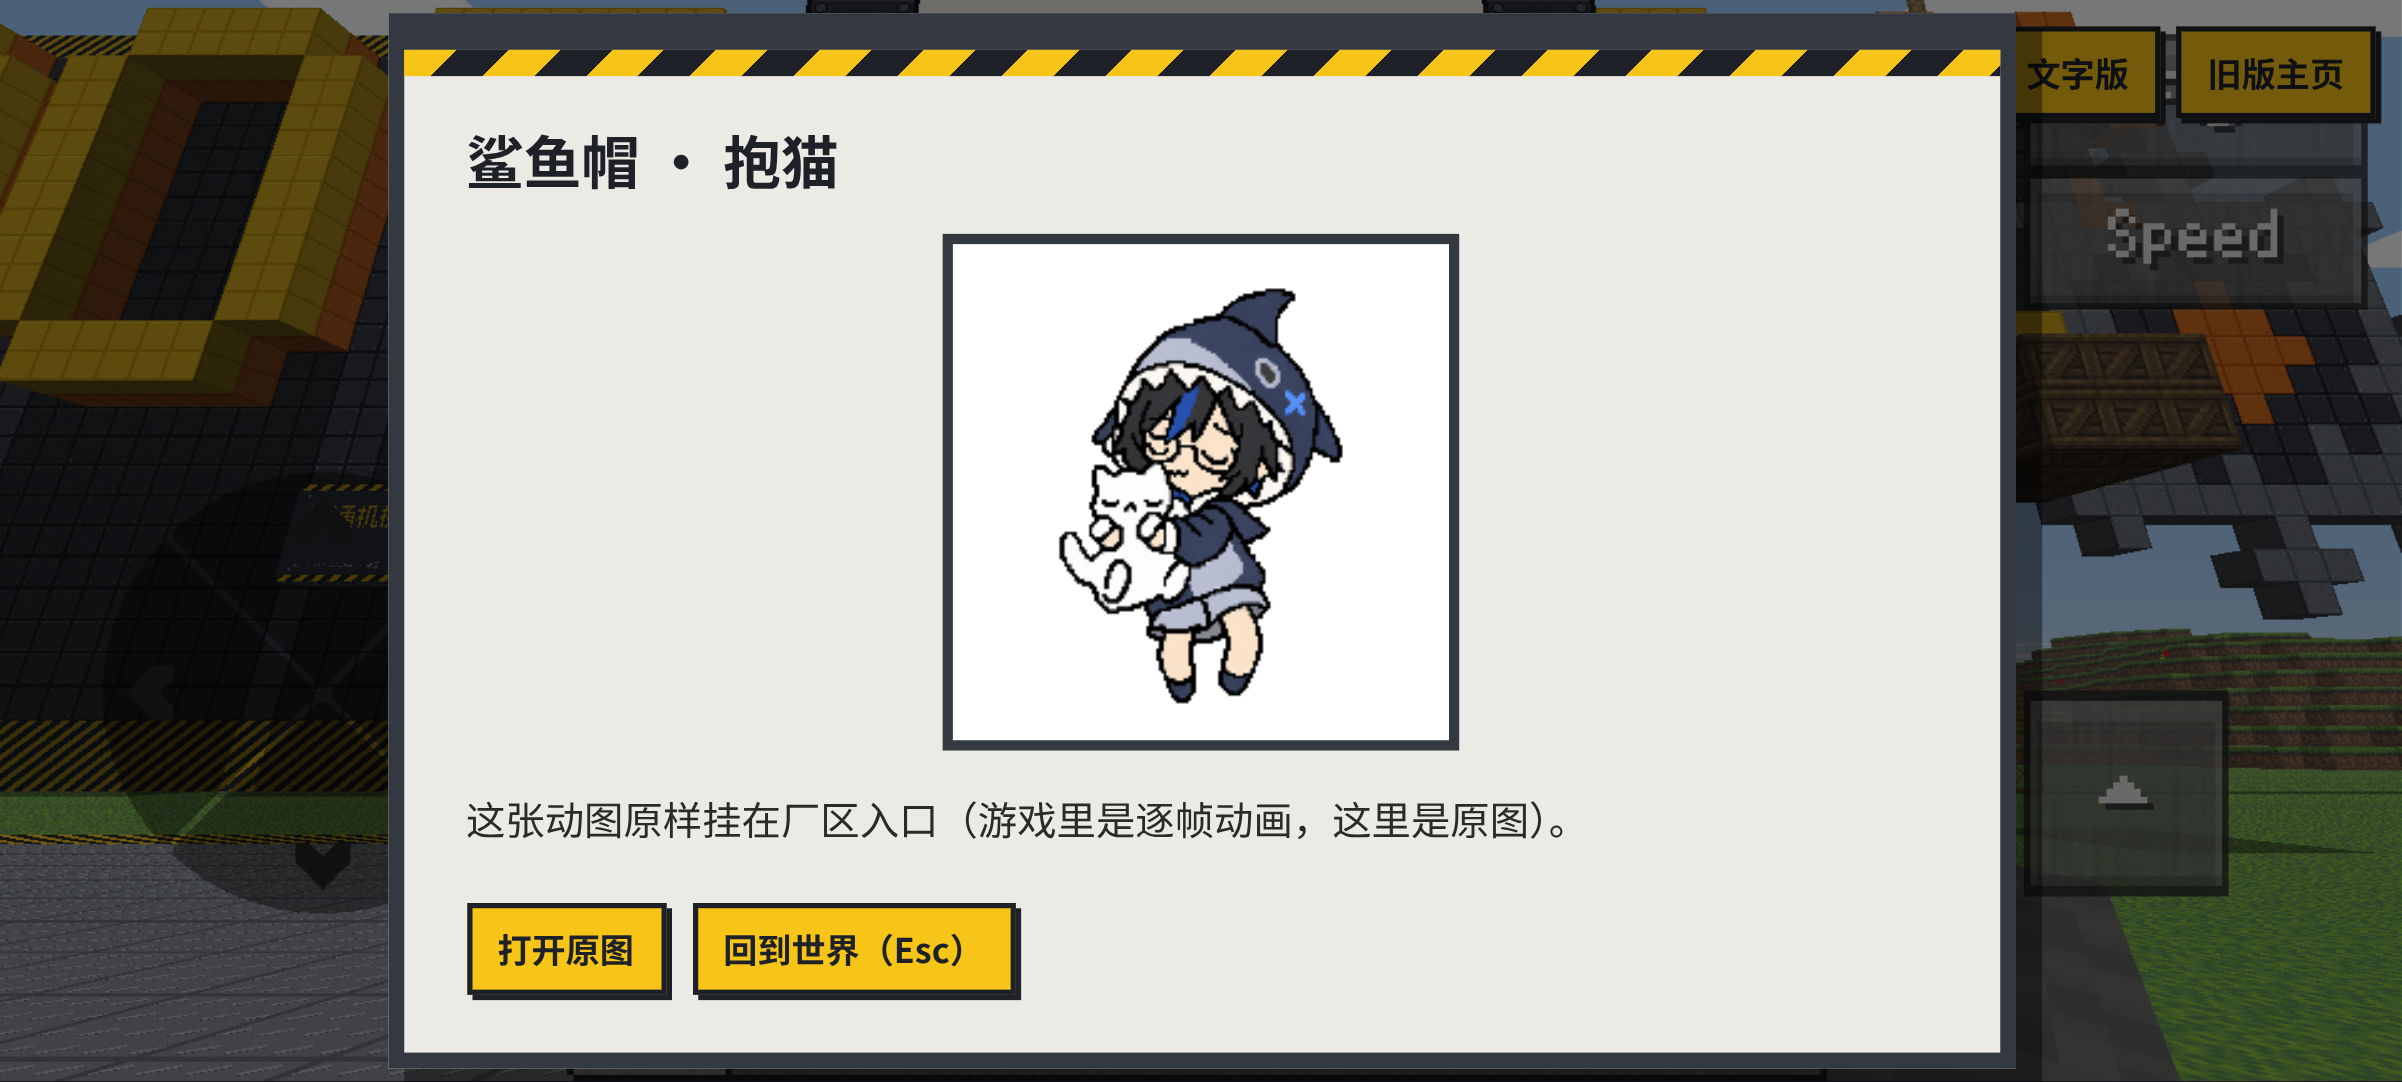 文字版
旧版主页
鲨鱼帽 · 抱猫
Speed
这张动图原样挂在厂区入口（游戏里是逐帧动画，这里是原图）。
打开原图
回到世界（Esc）